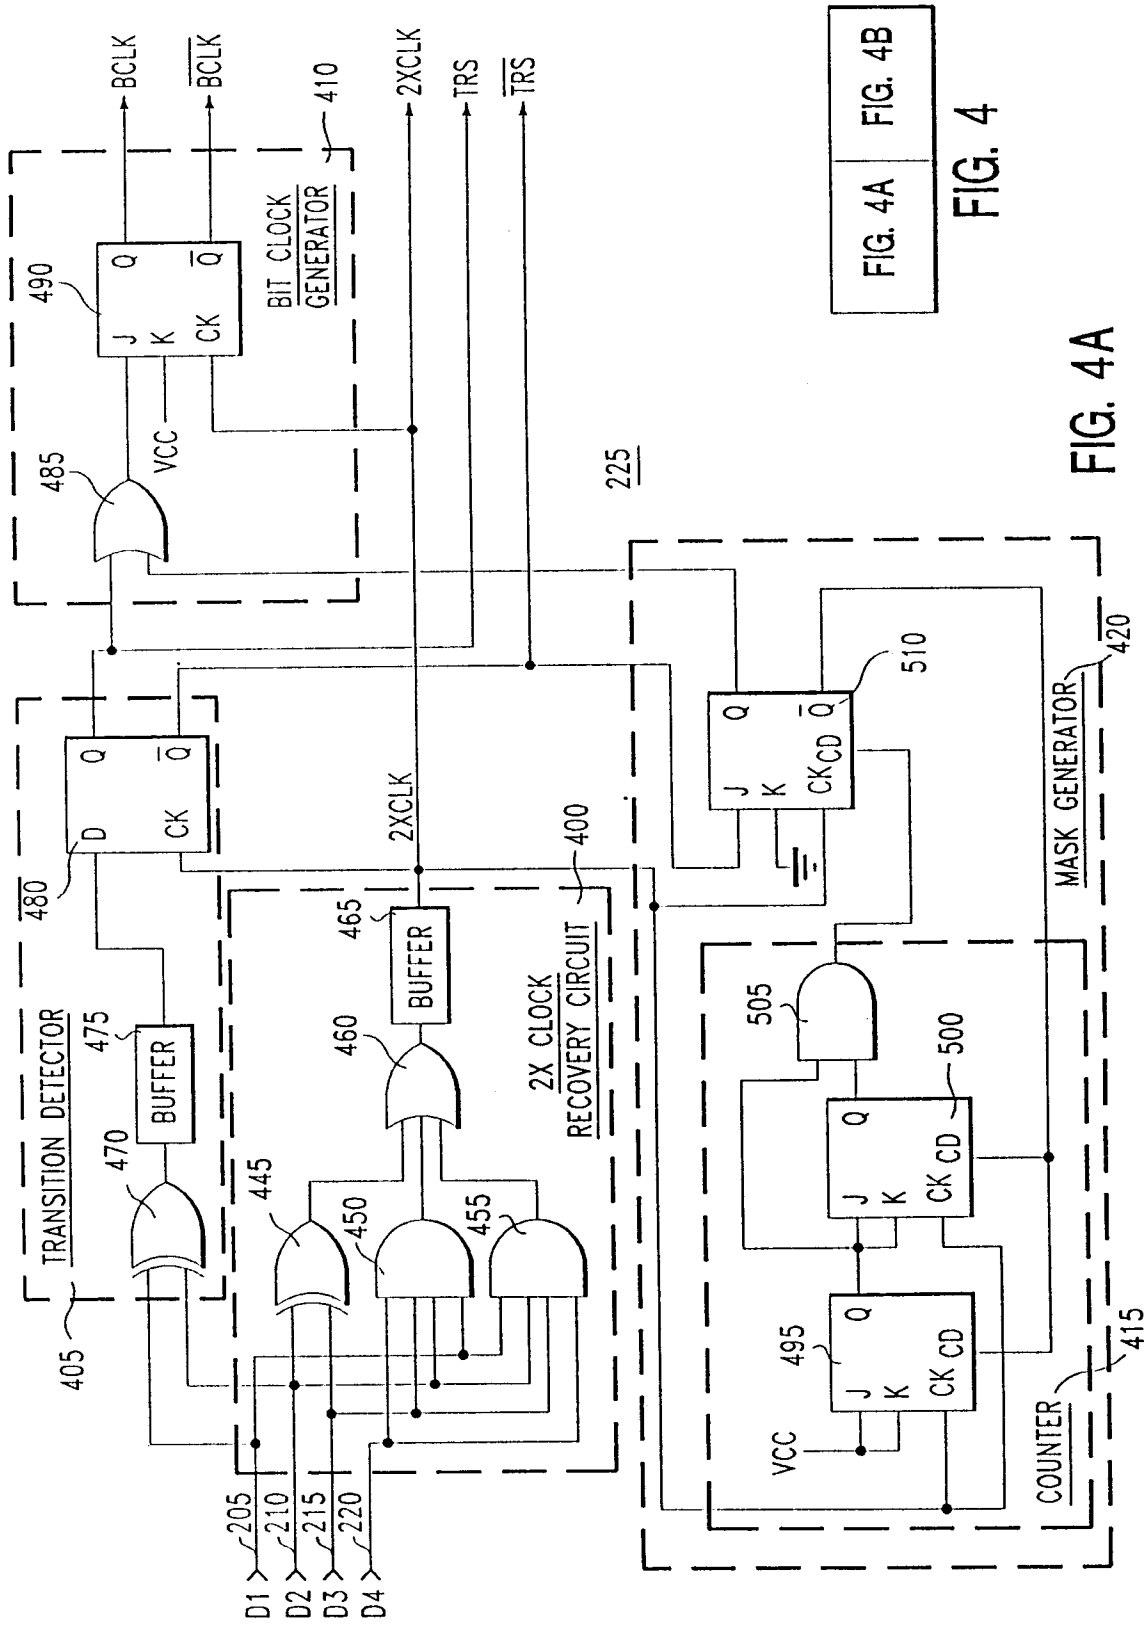 TRANSITION DETECTOR
405
470
475
BUFFER
480
D
CK
Q
Q
485
VCC
490
J
K
CK
Q
Q
BIT CLOCK
GENERATOR
410
BCLK
BCLK
2XCLK
TRS
TRS
D1
205
D2
210
D3
215
D4
220
445
450
455
460
465
BUFFER
2XCLK
2X CLOCK
RECOVERY CIRCUIT
400
225
VCC
495
J
K
CK
CD
Q
500
J
K
CK
CD
Q
505
COUNTER
415
510
J
K
CK
CD
Q
Q
MASK GENERATOR
420
FIG. 4A
FIG. 4B
FIG. 4
FIG. 4A